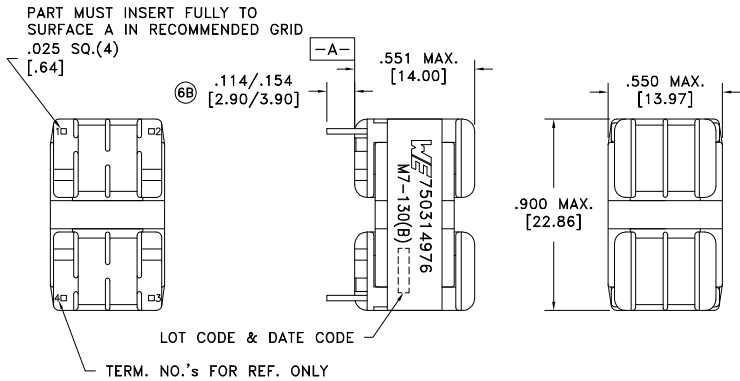 PART MUST INSERT FULLY TO
SURFACE A IN RECOMMENDED GRID
.025 SQ.(4)
[.64]
-A-
.551 MAX.
[14.00]
6B
.114/.154
[2.90/3.90]
.550 MAX.
[13.97]
1
2
WE 750314976
M7-130(B)
.900 MAX.
[22.86]
4
3
LOT CODE & DATE CODE
TERM. NO.'s FOR REF. ONLY